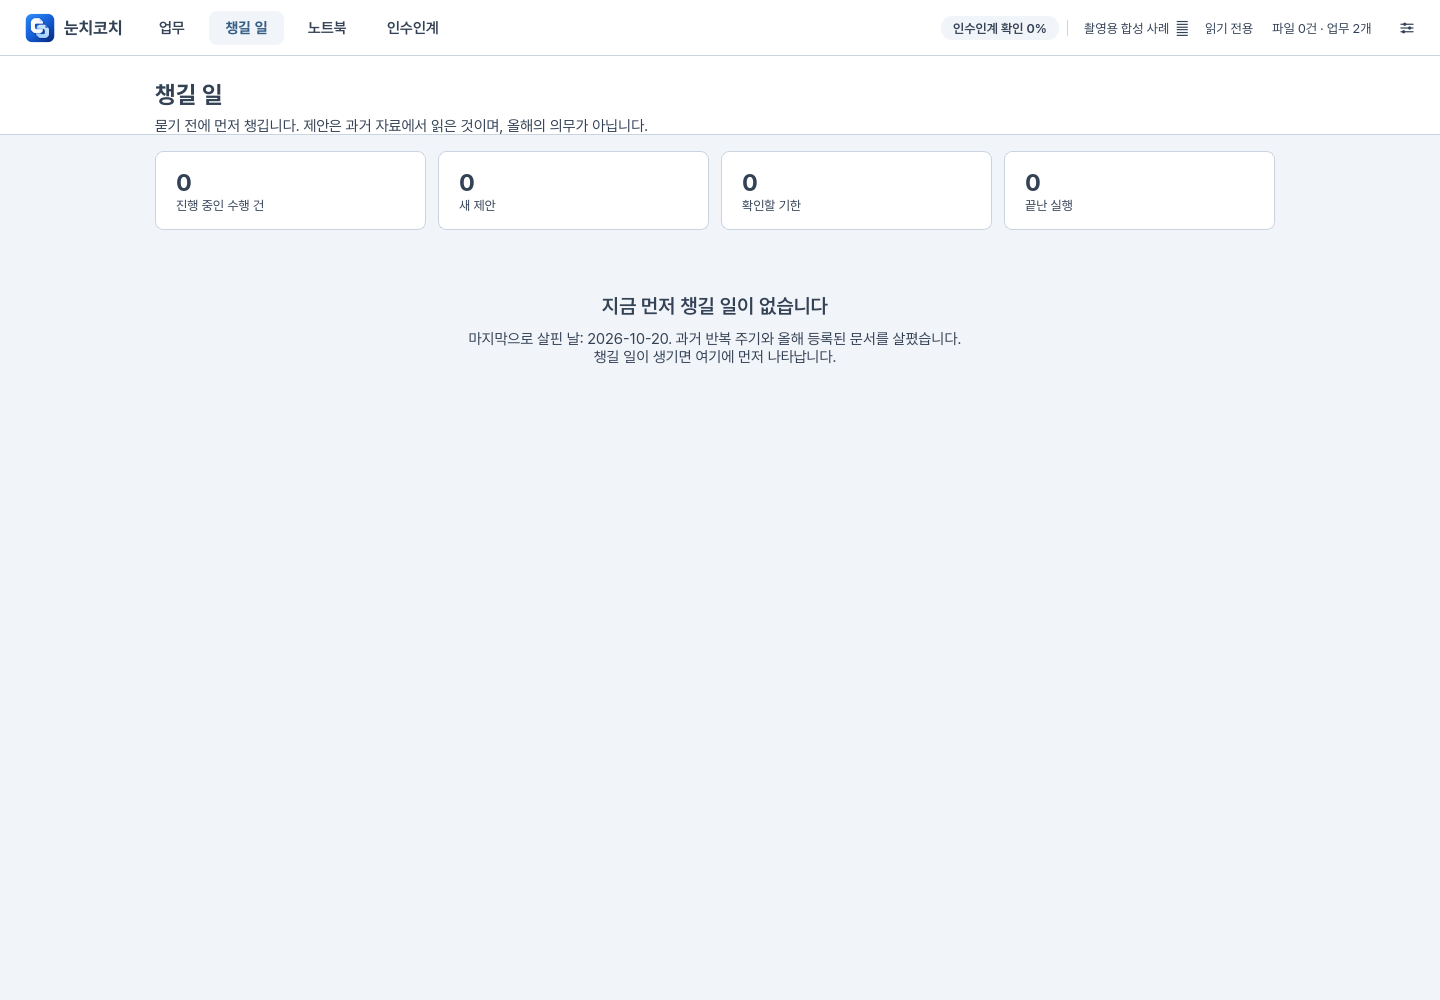 눈치코치
업무
챙길 일
노트북
인수인계
인수인계 확인 0%
촬영용 합성 사례
읽기 전용
파일 0건 · 업무 2개
챙길 일
묻기 전에 먼저 챙깁니다. 제안은 과거 자료에서 읽은 것이며, 올해의 의무가 아닙니다.
0
진행 중인 수행 건
0
새 제안
0
확인할 기한
0
끝난 실행
지금 먼저 챙길 일이 없습니다
마지막으로 살핀 날: 2026-10-20. 과거 반복 주기와 올해 등록된 문서를 살폈습니다.
챙길 일이 생기면 여기에 먼저 나타납니다.